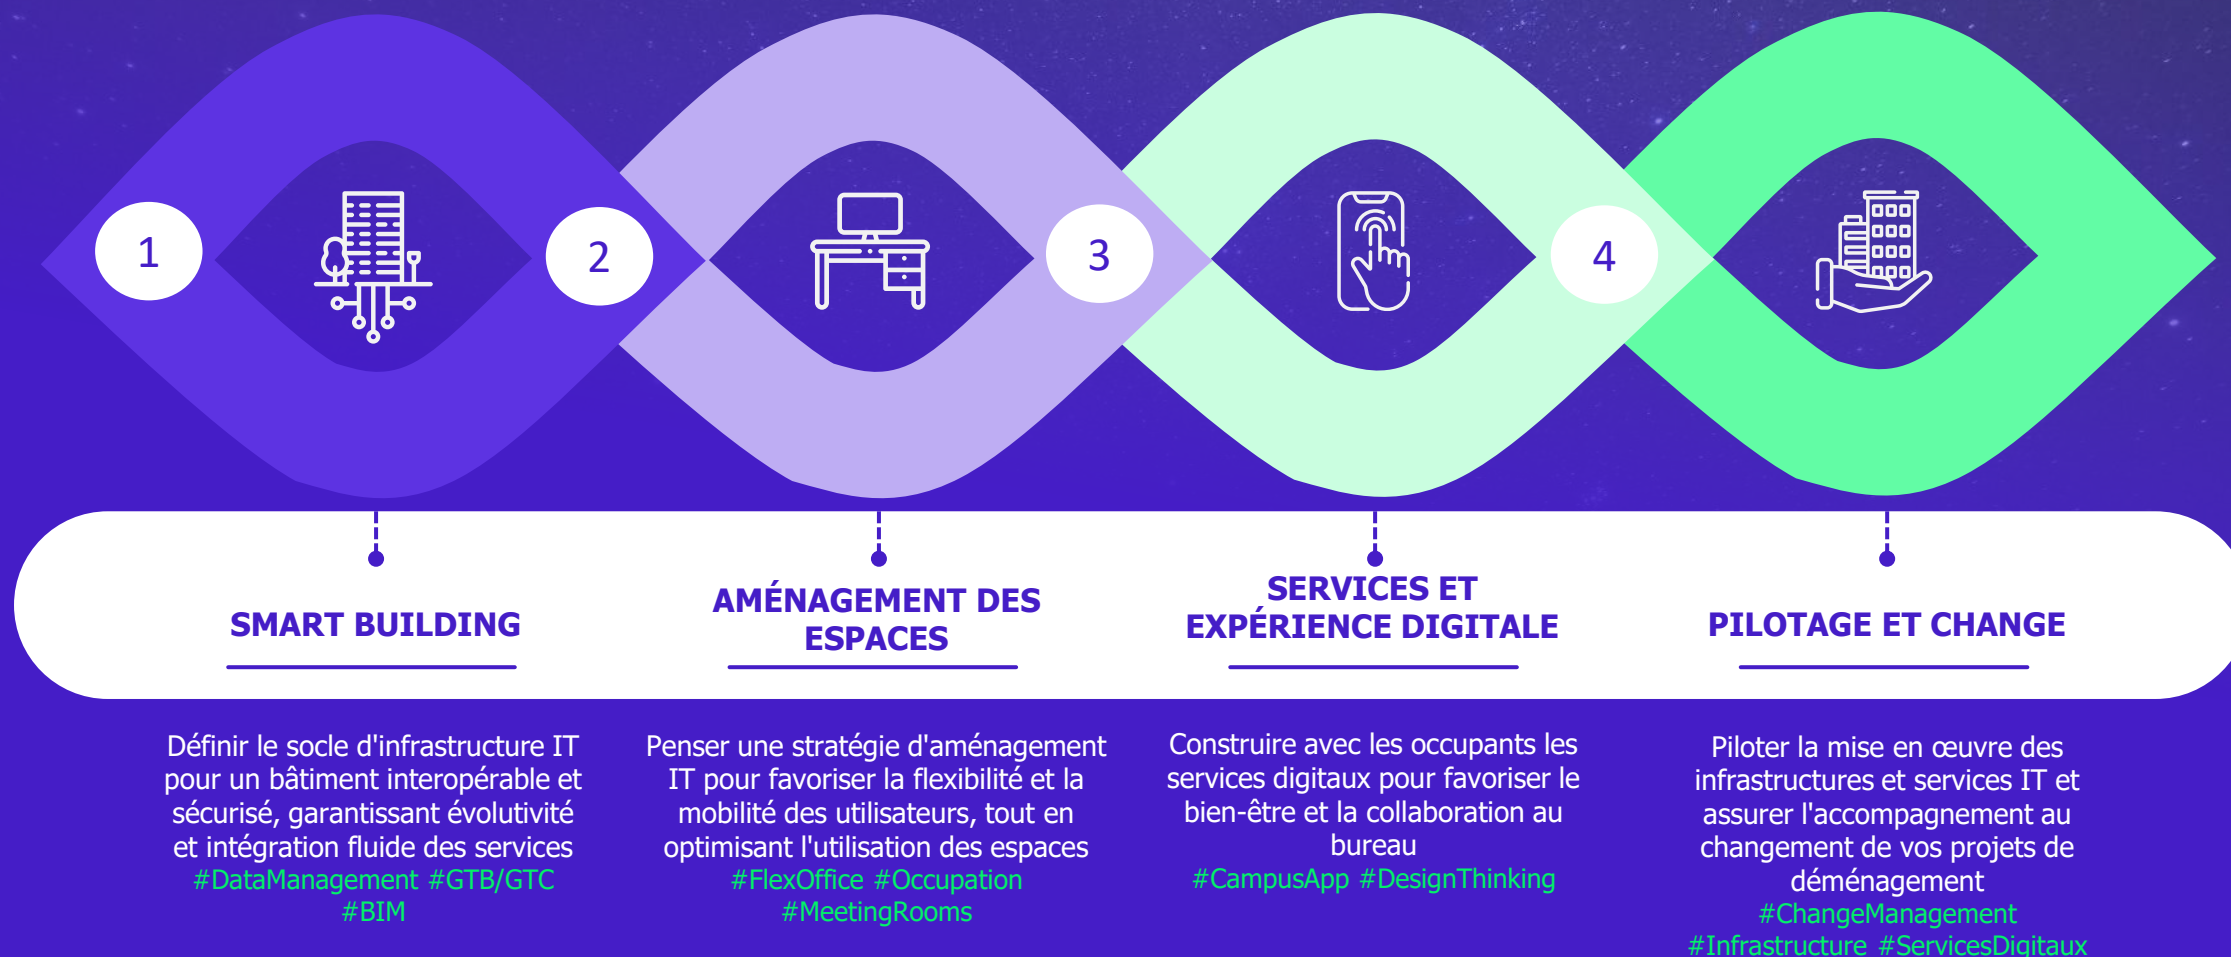 1
2
3
4
SMART BUILDING
Définir le socle d'infrastructure IT
pour un bâtiment interopérable et
sécurisé, garantissant évolutivité
et intégration fluide des services
#DataManagement #GTB/GTC
#BIM
AMÉNAGEMENT DES
ESPACES
Penser une stratégie d'aménagement
IT pour favoriser la flexibilité et la
mobilité des utilisateurs, tout en
optimisant l'utilisation des espaces
#FlexOffice #Occupation
#MeetingRooms
SERVICES ET
EXPÉRIENCE DIGITALE
Construire avec les occupants les
services digitaux pour favoriser le
bien-être et la collaboration au
bureau
#CampusApp #DesignThinking
PILOTAGE ET CHANGE
Piloter la mise en œuvre des
infrastructures et services IT et
assurer l'accompagnement au
changement de vos projets de
déménagement
#ChangeManagement
#Infrastructure #ServicesDigitaux